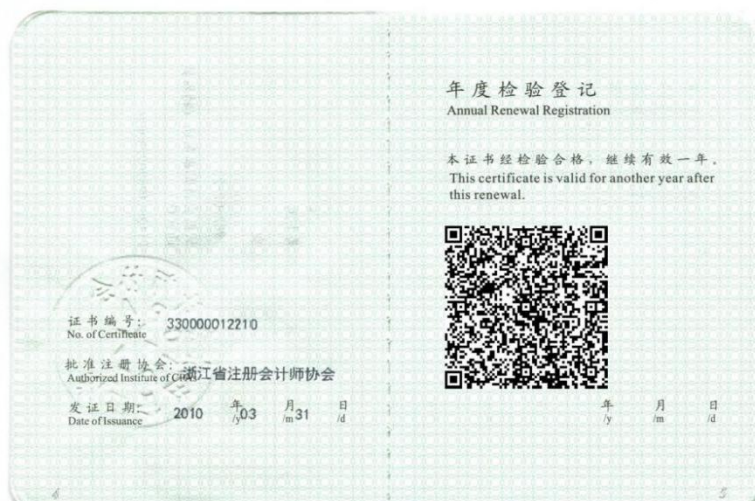 证书编号: 330000012210
No. of Certificate
批准注册协会: 浙江省注册会计师协会
Authorized Institute of CPAs
发证日期: 2010 年 03 月 31 日
Date of Issuance /y /m /d
年度检验登记
Annual Renewal Registration
本证书经检验合格，继续有效一年。
This certificate is valid for another year after
this renewal.
年 月 日
/y /m /d
5